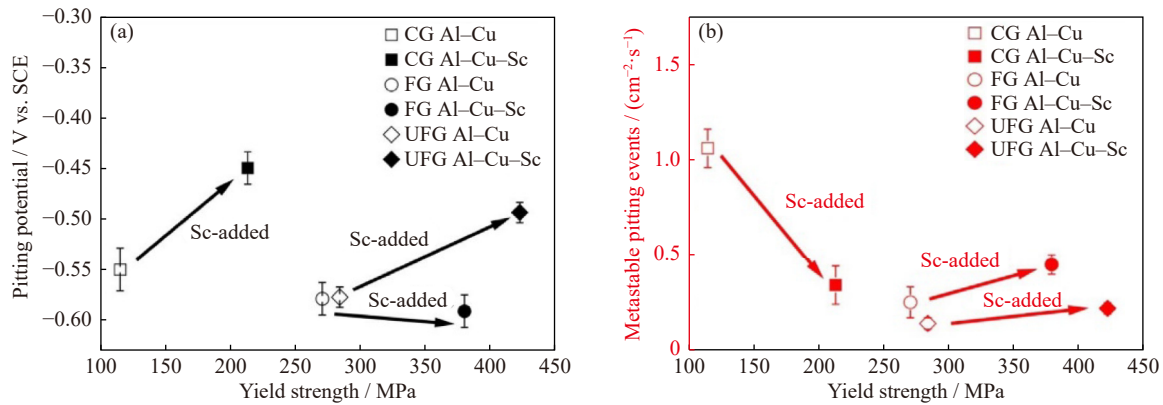 (a)
Pitting potential / V vs. SCE
−0.30
−0.35
−0.40
−0.45
−0.50
−0.55
−0.60
CG Al–Cu
CG Al–Cu–Sc
FG Al–Cu
FG Al–Cu–Sc
UFG Al–Cu
UFG Al–Cu–Sc
Sc-added
Sc-added
Sc-added
100 150 200 250 300 350 400 450
Yield strength / MPa
(b)
Metastable pitting events / (cm⁻²·s⁻¹)
1.5
1.0
0.5
0
CG Al–Cu
CG Al–Cu–Sc
FG Al–Cu
FG Al–Cu–Sc
UFG Al–Cu
UFG Al–Cu–Sc
Sc-added
Sc-added
Sc-added
100 150 200 250 300 350 400 450
Yield strength / MPa